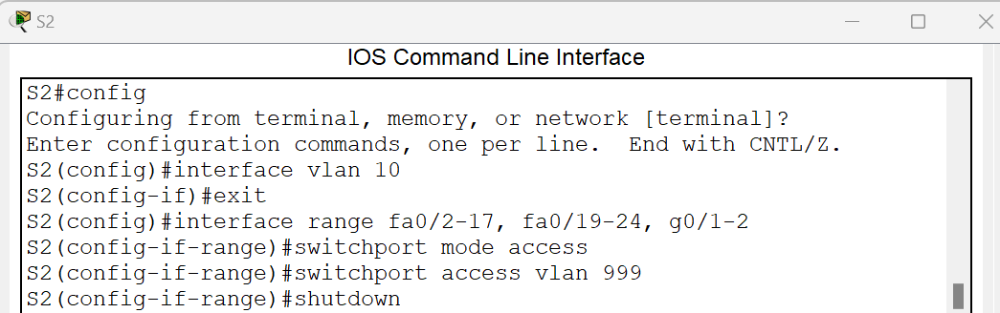 S2
IOS Command Line Interface
S2#config
Configuring from terminal, memory, or network [terminal]?
Enter configuration commands, one per line.  End with CNTL/Z.
S2(config)#interface vlan 10
S2(config-if)#exit
S2(config)#interface range fa0/2-17, fa0/19-24, g0/1-2
S2(config-if-range)#switchport mode access
S2(config-if-range)#switchport access vlan 999
S2(config-if-range)#shutdown